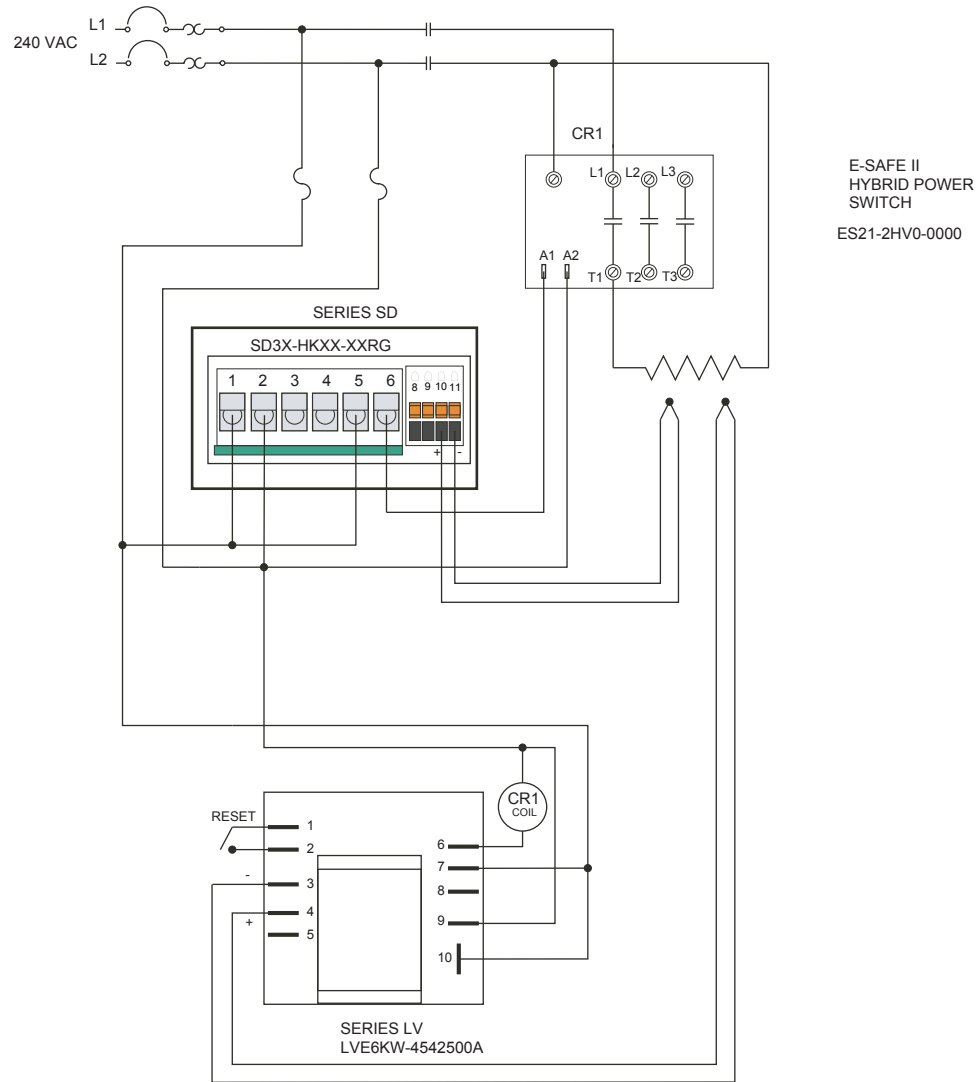 L1
240 VAC
L2
CR1
L1 L2 L3
E-SAFE II
HYBRID POWER
SWITCH
ES21-2HV0-0000
A1 A2
T1 T2 T3
SERIES SD
SD3X-HKXX-XXRG
1 2 3 4 5 6
8 9 10 11
+ -
CR1
COIL
RESET
1
2
-
3
4
+
5
6
7
8
9
10
SERIES LV
LVE6KW-4542500A